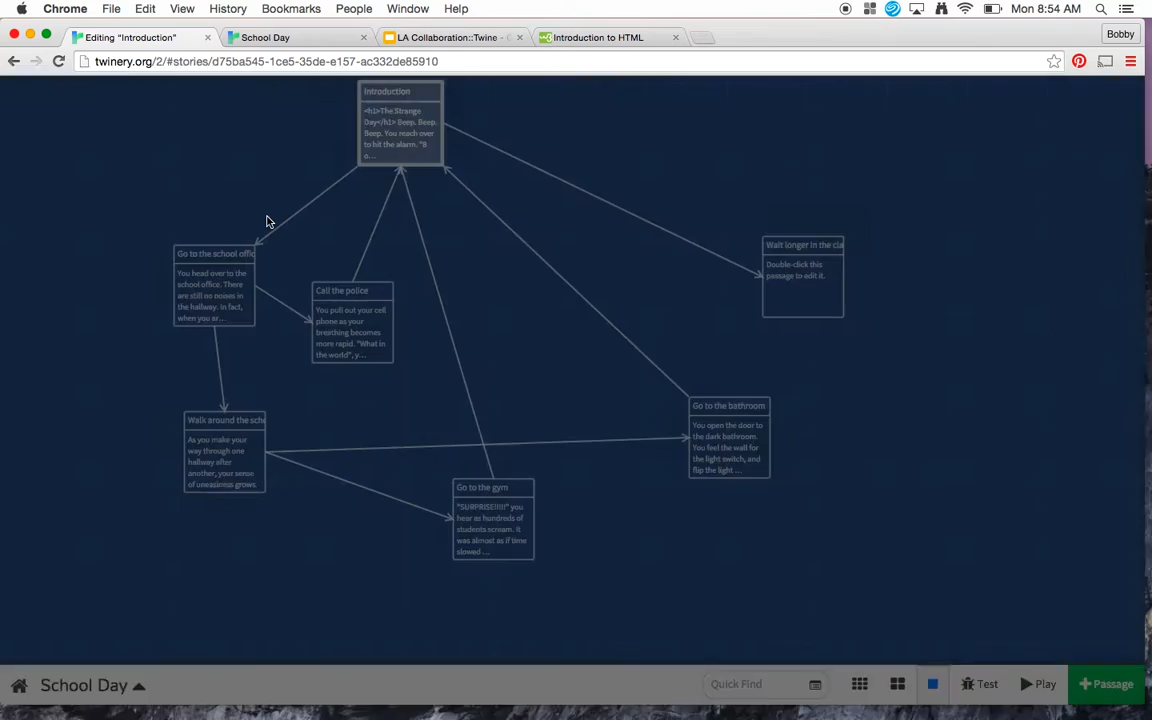 Chrome File Edit View History Bookmarks People Window Help Mon 8:54 AM
Editing "Introduction" School Day LA Collaboration::Twine - Introduction to HTML Bobby
twinery.org/2/#stories/d75ba545-1ce5-35de-e157-ac332de85910
Introduction
<h1>The Strange
Day</h1> Beep. Beep.
Beep. You reach over
to hit the alarm. "B
o...
Go to the school offic
You head over to the
school office. There
are still no noises in
the hallway. In fact,
when you ar...
Call the police
You pull out your cell
phone as your
breathing becomes
more rapid. "What in
the world", y...
Wait longer in the cla
Double-click this
passage to edit it.
Walk around the scho
As you make your
way through one
hallway after
another, your sense
of uneasiness grows.
Go to the bathroom
You open the door to
the dark bathroom.
You feel the wall for
the light switch, and
flip the light ...
Go to the gym
"SURPRISE!!!!!" you
hear as hundreds of
students scream. It
was almost as if time
slowed ...
School Day Quick Find Test Play +Passage